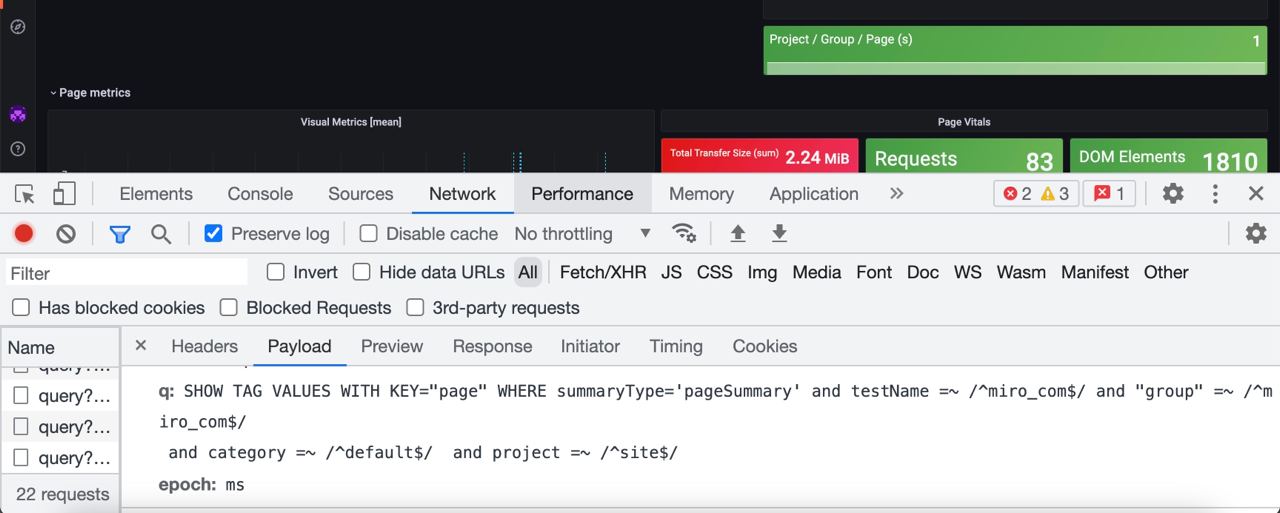 Project / Group / Page (s) 1
Page metrics
Visual Metrics [mean]
Page Vitals
Total Transfer Size (sum) 2.24 MiB
Requests 83
DOM Elements 1810
Elements Console Sources Network Performance Memory Application » 2 3 1
Preserve log Disable cache No throttling
Filter Invert Hide data URLs All Fetch/XHR JS CSS Img Media Font Doc WS Wasm Manifest Other
Has blocked cookies Blocked Requests 3rd-party requests
Name
Headers Payload Preview Response Initiator Timing Cookies
query?...
query?...
query?...
22 requests
q: SHOW TAG VALUES WITH KEY="page" WHERE summaryType='pageSummary' and testName =~ /^miro_com$/ and "group" =~ /^m
iro_com$/
and category =~ /^default$/  and project =~ /^site$/
epoch: ms